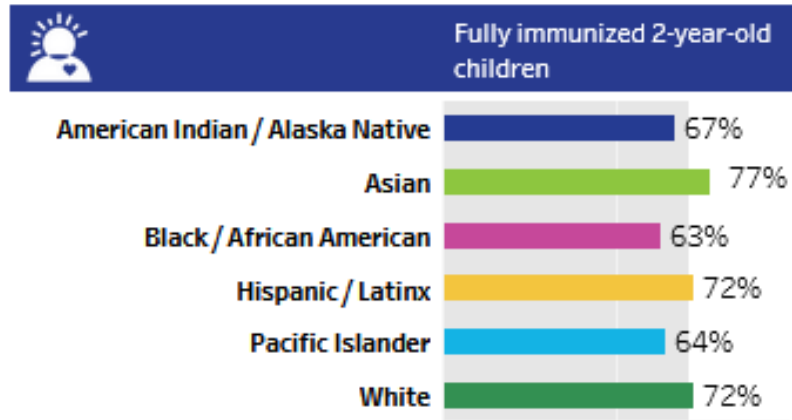 Fully immunized 2-year-old
children
American Indian / Alaska Native 67%
Asian 77%
Black / African American 63%
Hispanic / Latinx 72%
Pacific Islander 64%
White 72%